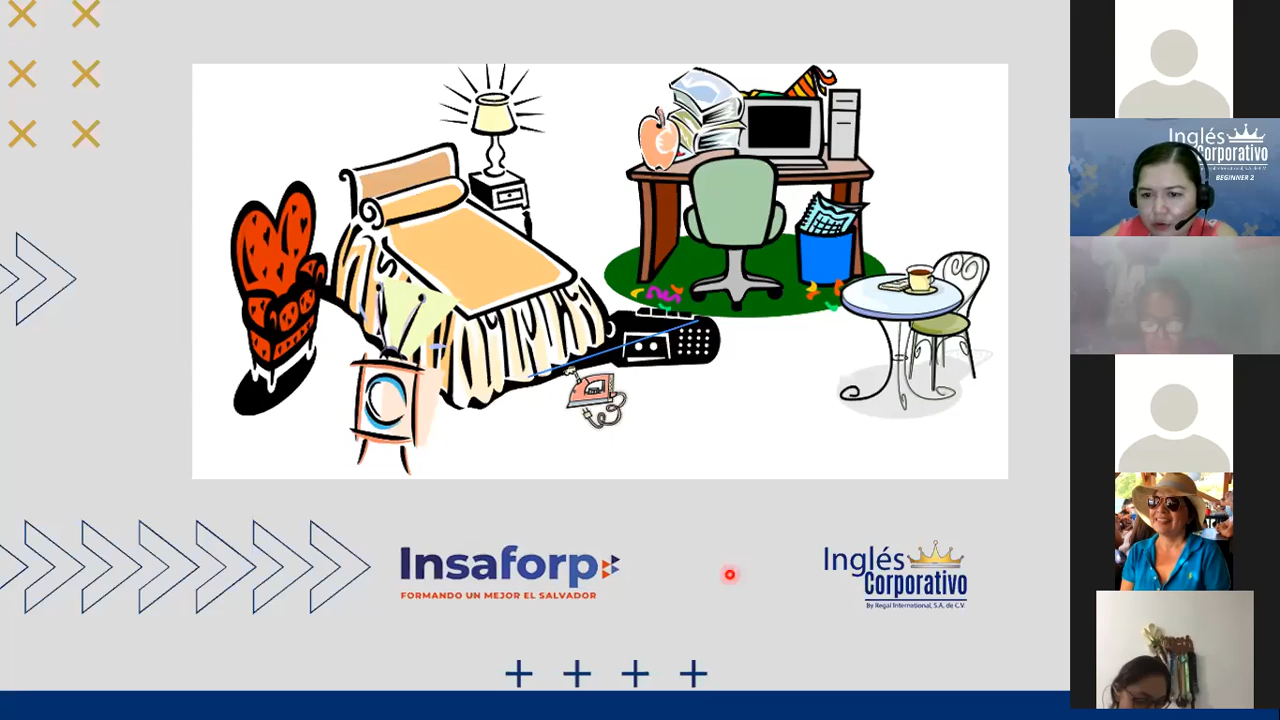 Insaforp
FORMANDO UN MEJOR EL SALVADOR
Inglés
Corporativo
By Regal International, S.A. de C.V.
Inglés
Corporativo
BEGINNER 2